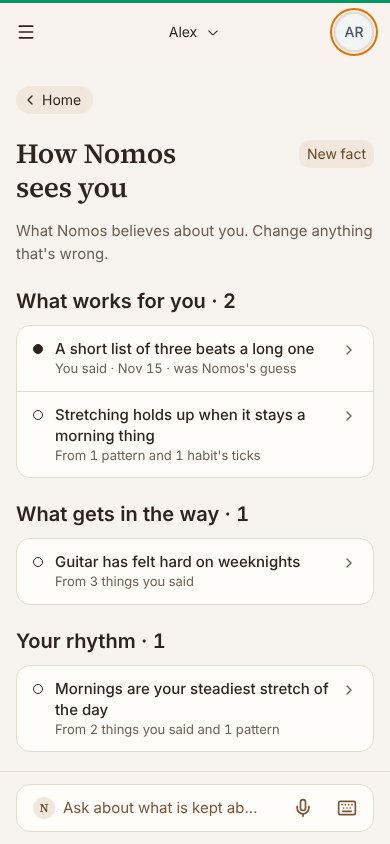 Alex
AR
Home
How Nomos
sees you
New fact
What Nomos believes about you. Change anything
that's wrong.
What works for you · 2
A short list of three beats a long one
You said · Nov 15 · was Nomos's guess
Stretching holds up when it stays a
morning thing
From 1 pattern and 1 habit's ticks
What gets in the way · 1
Guitar has felt hard on weeknights
From 3 things you said
Your rhythm · 1
Mornings are your steadiest stretch of
the day
From 2 things you said and 1 pattern
N
Ask about what is kept ab...